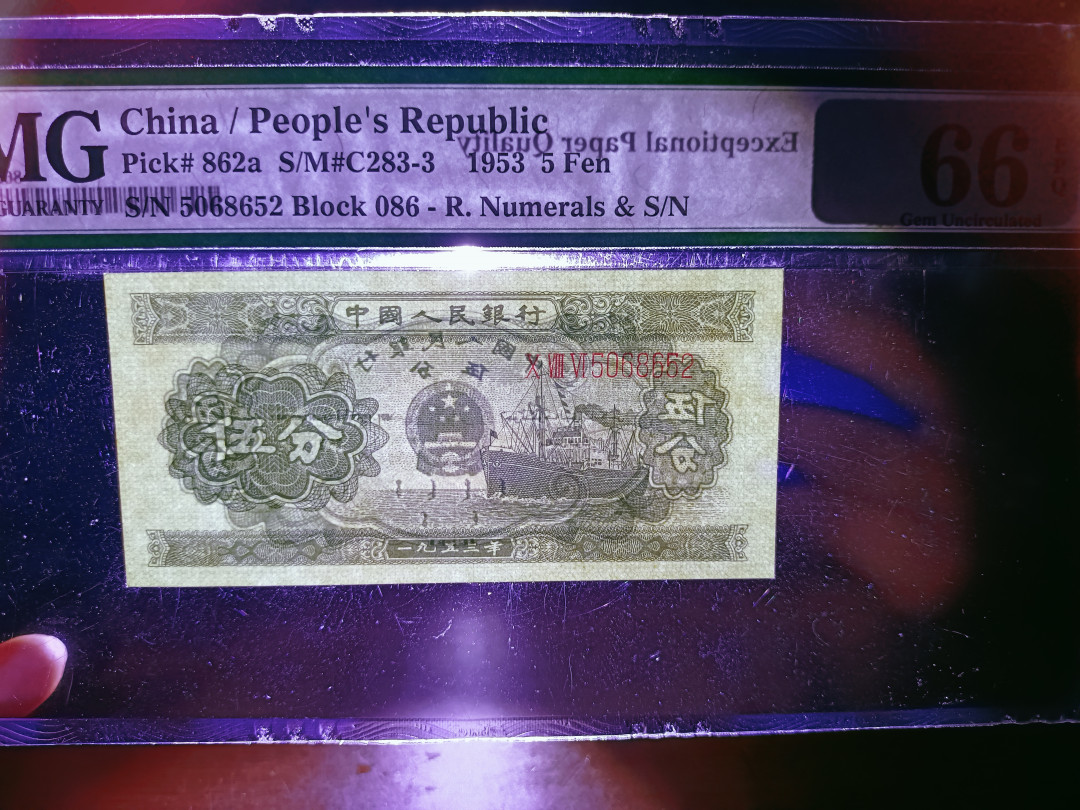 MG
China / People's Republic
Pick# 862a S/M#C283-3 1953 5 Fen
GUARANTY S/N 5068652 Block 086 - R. Numerals & S/N
Exceptional Paper Quality
66
Gem Uncirculated
中國人民銀行
X VIII VI 5068652
伍分
伍分
一九五三年